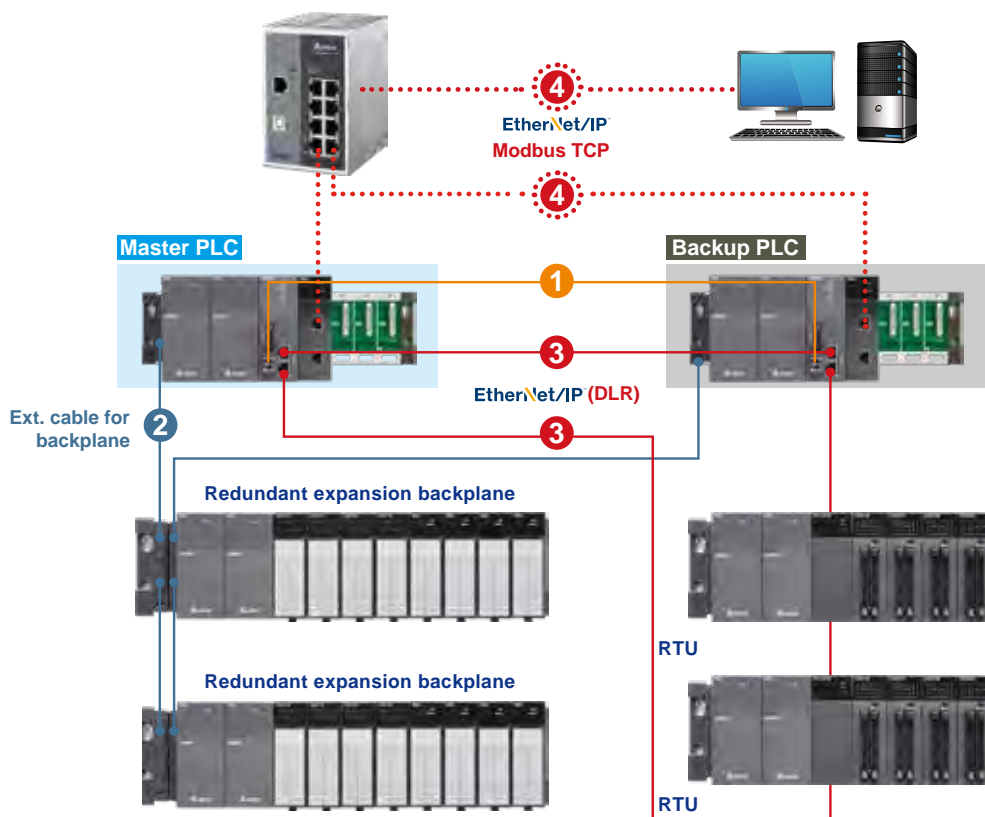 4
EtherNet/IP
Modbus TCP
4
Master PLC
Backup PLC
1
3
EtherNet/IP (DLR)
Ext. cable for
backplane
2
3
Redundant expansion backplane
RTU
Redundant expansion backplane
RTU